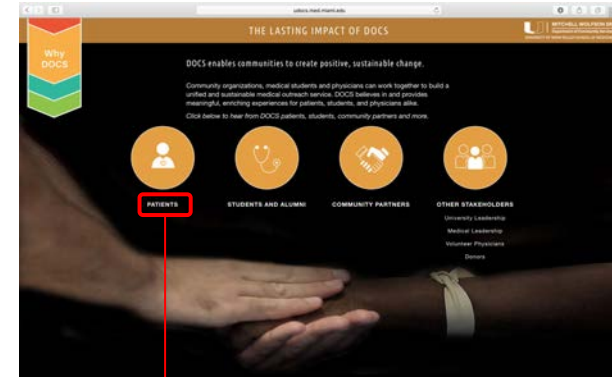 udocs.med.miami.edu
THE LASTING IMPACT OF DOCS
MITCHELL WOLFSON SR
Why
DOCS
DOCS enables communities to create positive, sustainable change.
Community organizations, medical students and physicians can work together to build a
unified and sustainable medical outreach service. DOCS believes in and provides
meaningful, enriching experiences for patients, students, and physicians alike.
Click below to hear from DOCS patients, students, community partners and more.
PATIENTS
STUDENTS AND ALUMNI
COMMUNITY PARTNERS
OTHER STAKEHOLDERS
University Leadership
Medical Leadership
Volunteer Physicians
Donors